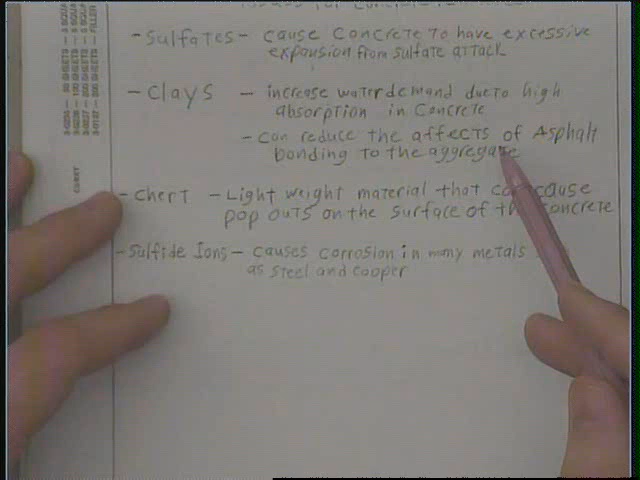 - Sulfates - cause concrete to have excessive
expansion from sulfate attack
- Clays - increase water demand due to high
absorption in concrete
- can reduce the affects of Asphalt
bonding to the aggregate
- Chert - Light weight material that can cause
pop outs on the surface of the concrete
- Sulfide Ions - causes corrosion in many metals
as steel and cooper